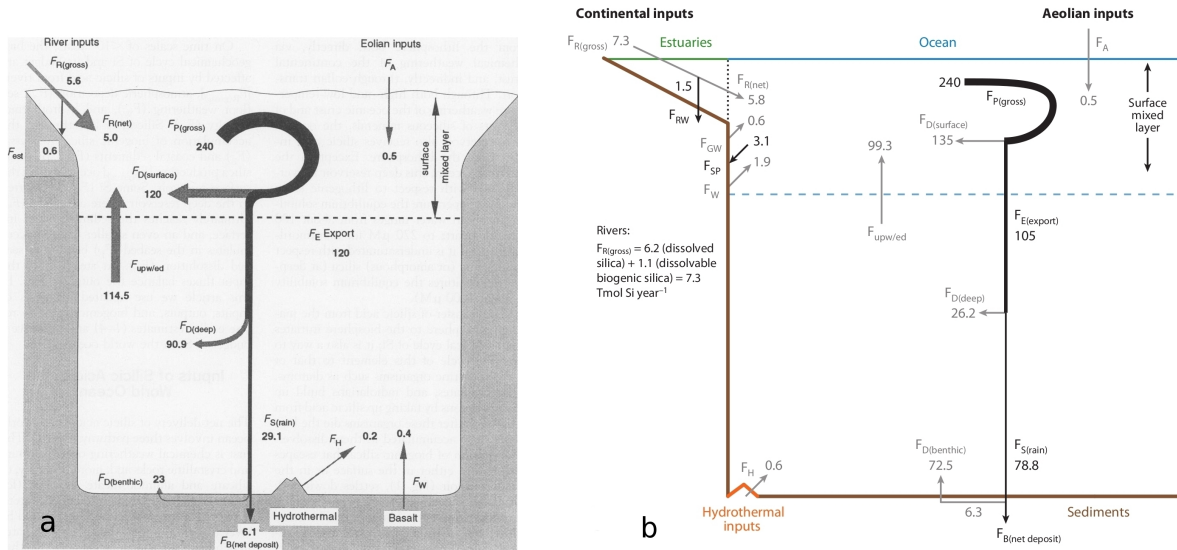 River inputs
Eolian inputs
FR(gross)
5.6
FA
FR(net)
5.0
FP(gross)
240
Fest
0.6
0.5
surface
mixed layer
FD(surface)
120
FE Export
120
Fupw/ed
114.5
FD(deep)
90.9
FS(rain)
29.1
FH
0.2
0.4
FD(benthic)
23
FW
Hydrothermal
Basalt
6.1
FB(net deposit)
a
Continental inputs
Aeolian inputs
FR(gross) 7.3
Estuaries
Ocean
FA
1.5
FR(net)
5.8
240
FP(gross)
0.5
Surface
mixed
layer
FRW
0.6
FGW
3.1
FSP
1.9
FW
FD(surface)
135
99.3
FE(export)
105
Fupw/ed
Rivers:
FR(gross) = 6.2 (dissolved
silica) + 1.1 (dissolvable
biogenic silica) = 7.3
Tmol Si year−1
FD(deep)
26.2
FD(benthic)
72.5
FS(rain)
78.8
FH
0.6
6.3
Hydrothermal
inputs
Sediments
FB(net deposit)
b